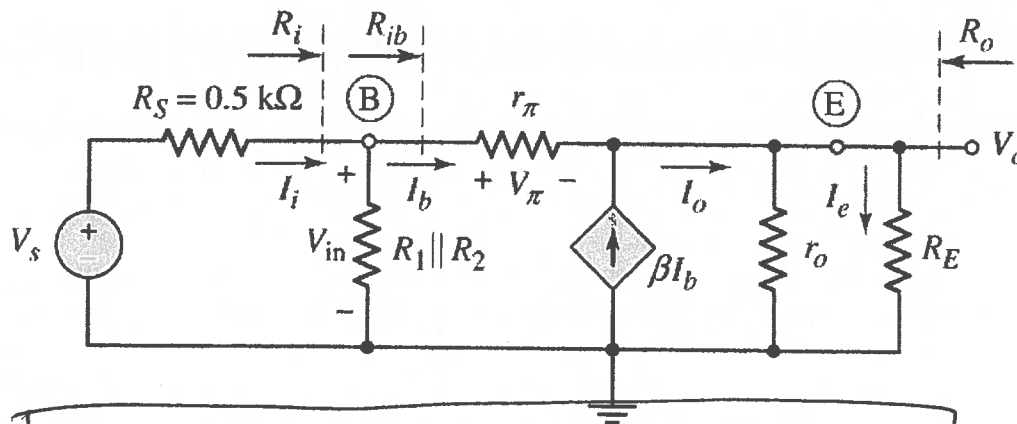 R_i
R_ib
R_o
R_S = 0.5 kΩ
B
r_π
E
I_i
+
I_b
+ V_π −
I_o
I_e
V_s
+
−
V_in
R_1 || R_2
−
βI_b
r_o
R_E